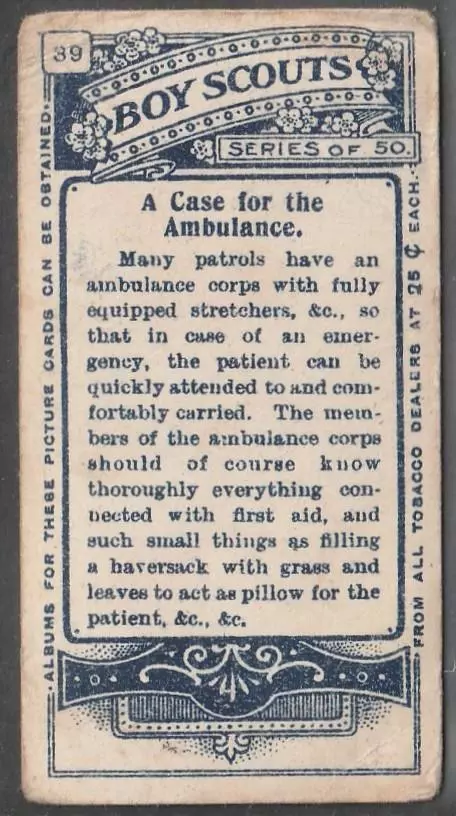 39
BOY SCOUTS
SERIES OF 50.
A Case for the
Ambulance.
Many patrols have an
ambulance corps with fully
equipped stretchers, &c., so
that in case of an emer-
gency, the patient can be
quickly attended to and com-
fortably carried. The mem-
bers of the ambulance corps
should of course know
thoroughly everything con-
nected with first aid, and
such small things as filling
a haversack with grass and
leaves to act as pillow for the
patient, &c., &c.
ALBUMS FOR THESE PICTURE CARDS CAN BE OBTAINED.
FROM ALL TOBACCO DEALERS AT 25 ¢ EACH.